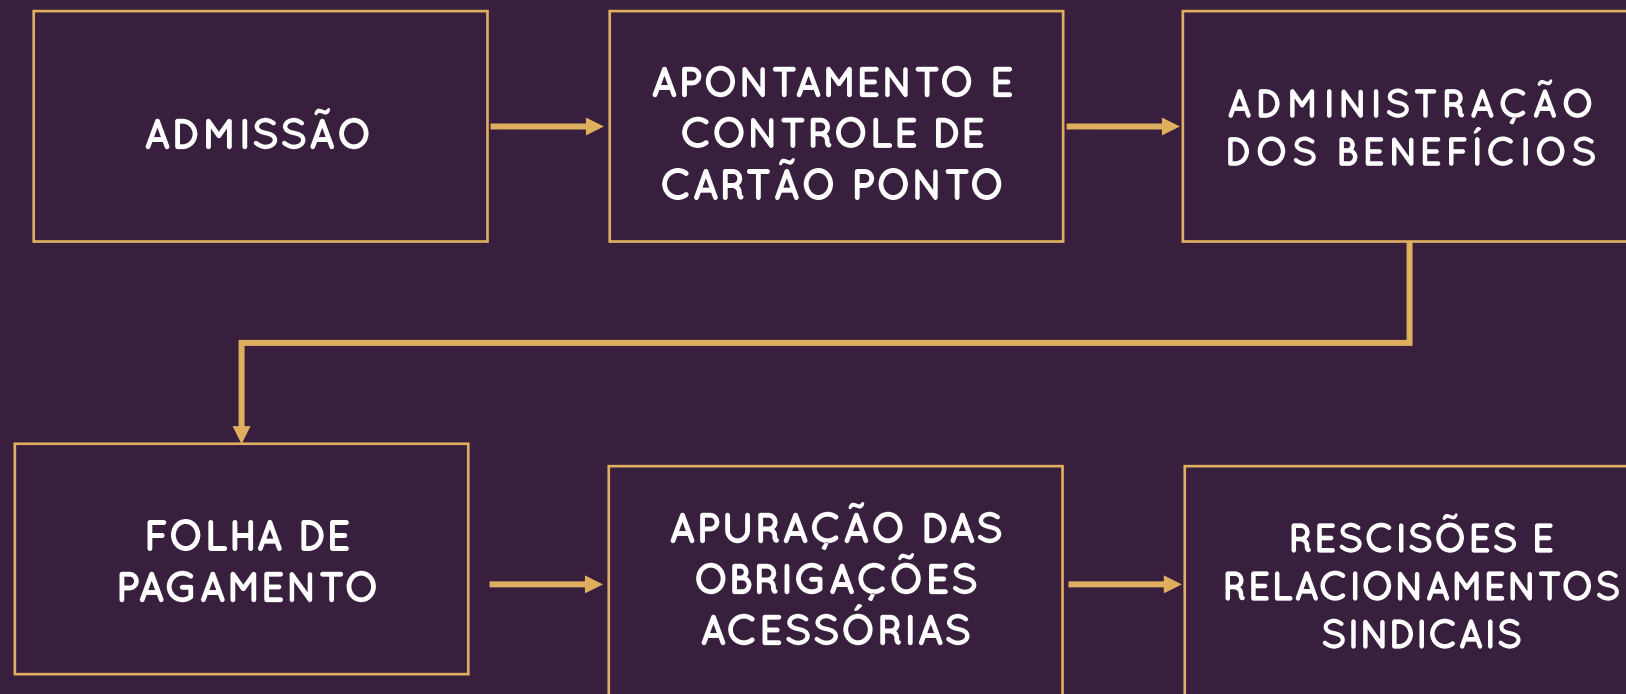 ADMISSÃO
APONTAMENTO E
CONTROLE DE
CARTÃO PONTO
ADMINISTRAÇÃO
DOS BENEFÍCIOS
FOLHA DE
PAGAMENTO
APURAÇÃO DAS
OBRIGAÇÕES
ACESSÓRIAS
RESCISÕES E
RELACIONAMENTOS
SINDICAIS